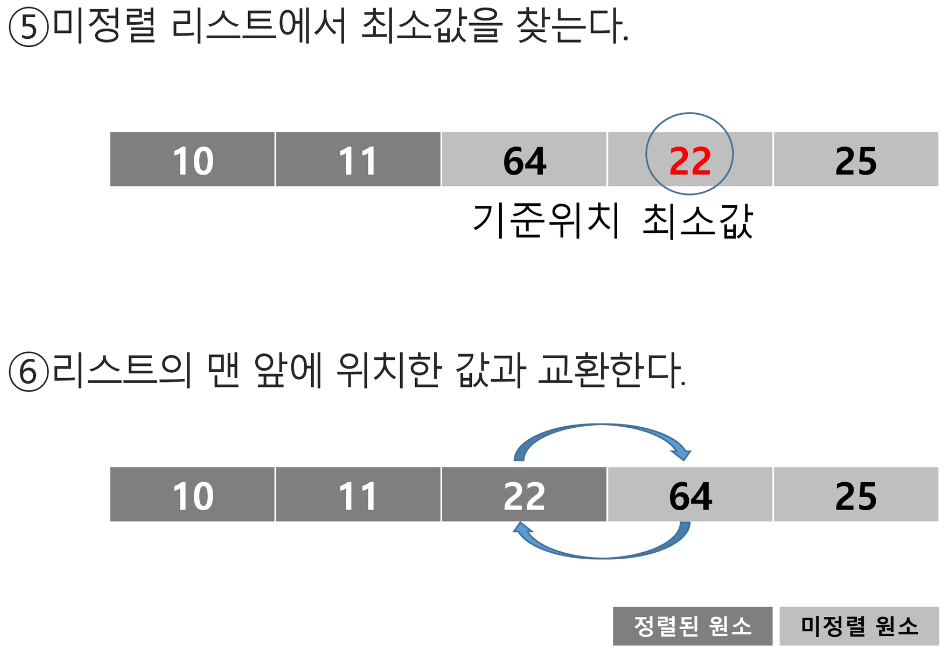 ⑤미정렬 리스트에서 최소값을 찾는다.
10 11 64 22 25
기준위치 최소값
⑥리스트의 맨 앞에 위치한 값과 교환한다.
10 11 22 64 25
정렬된 원소 미정렬 원소